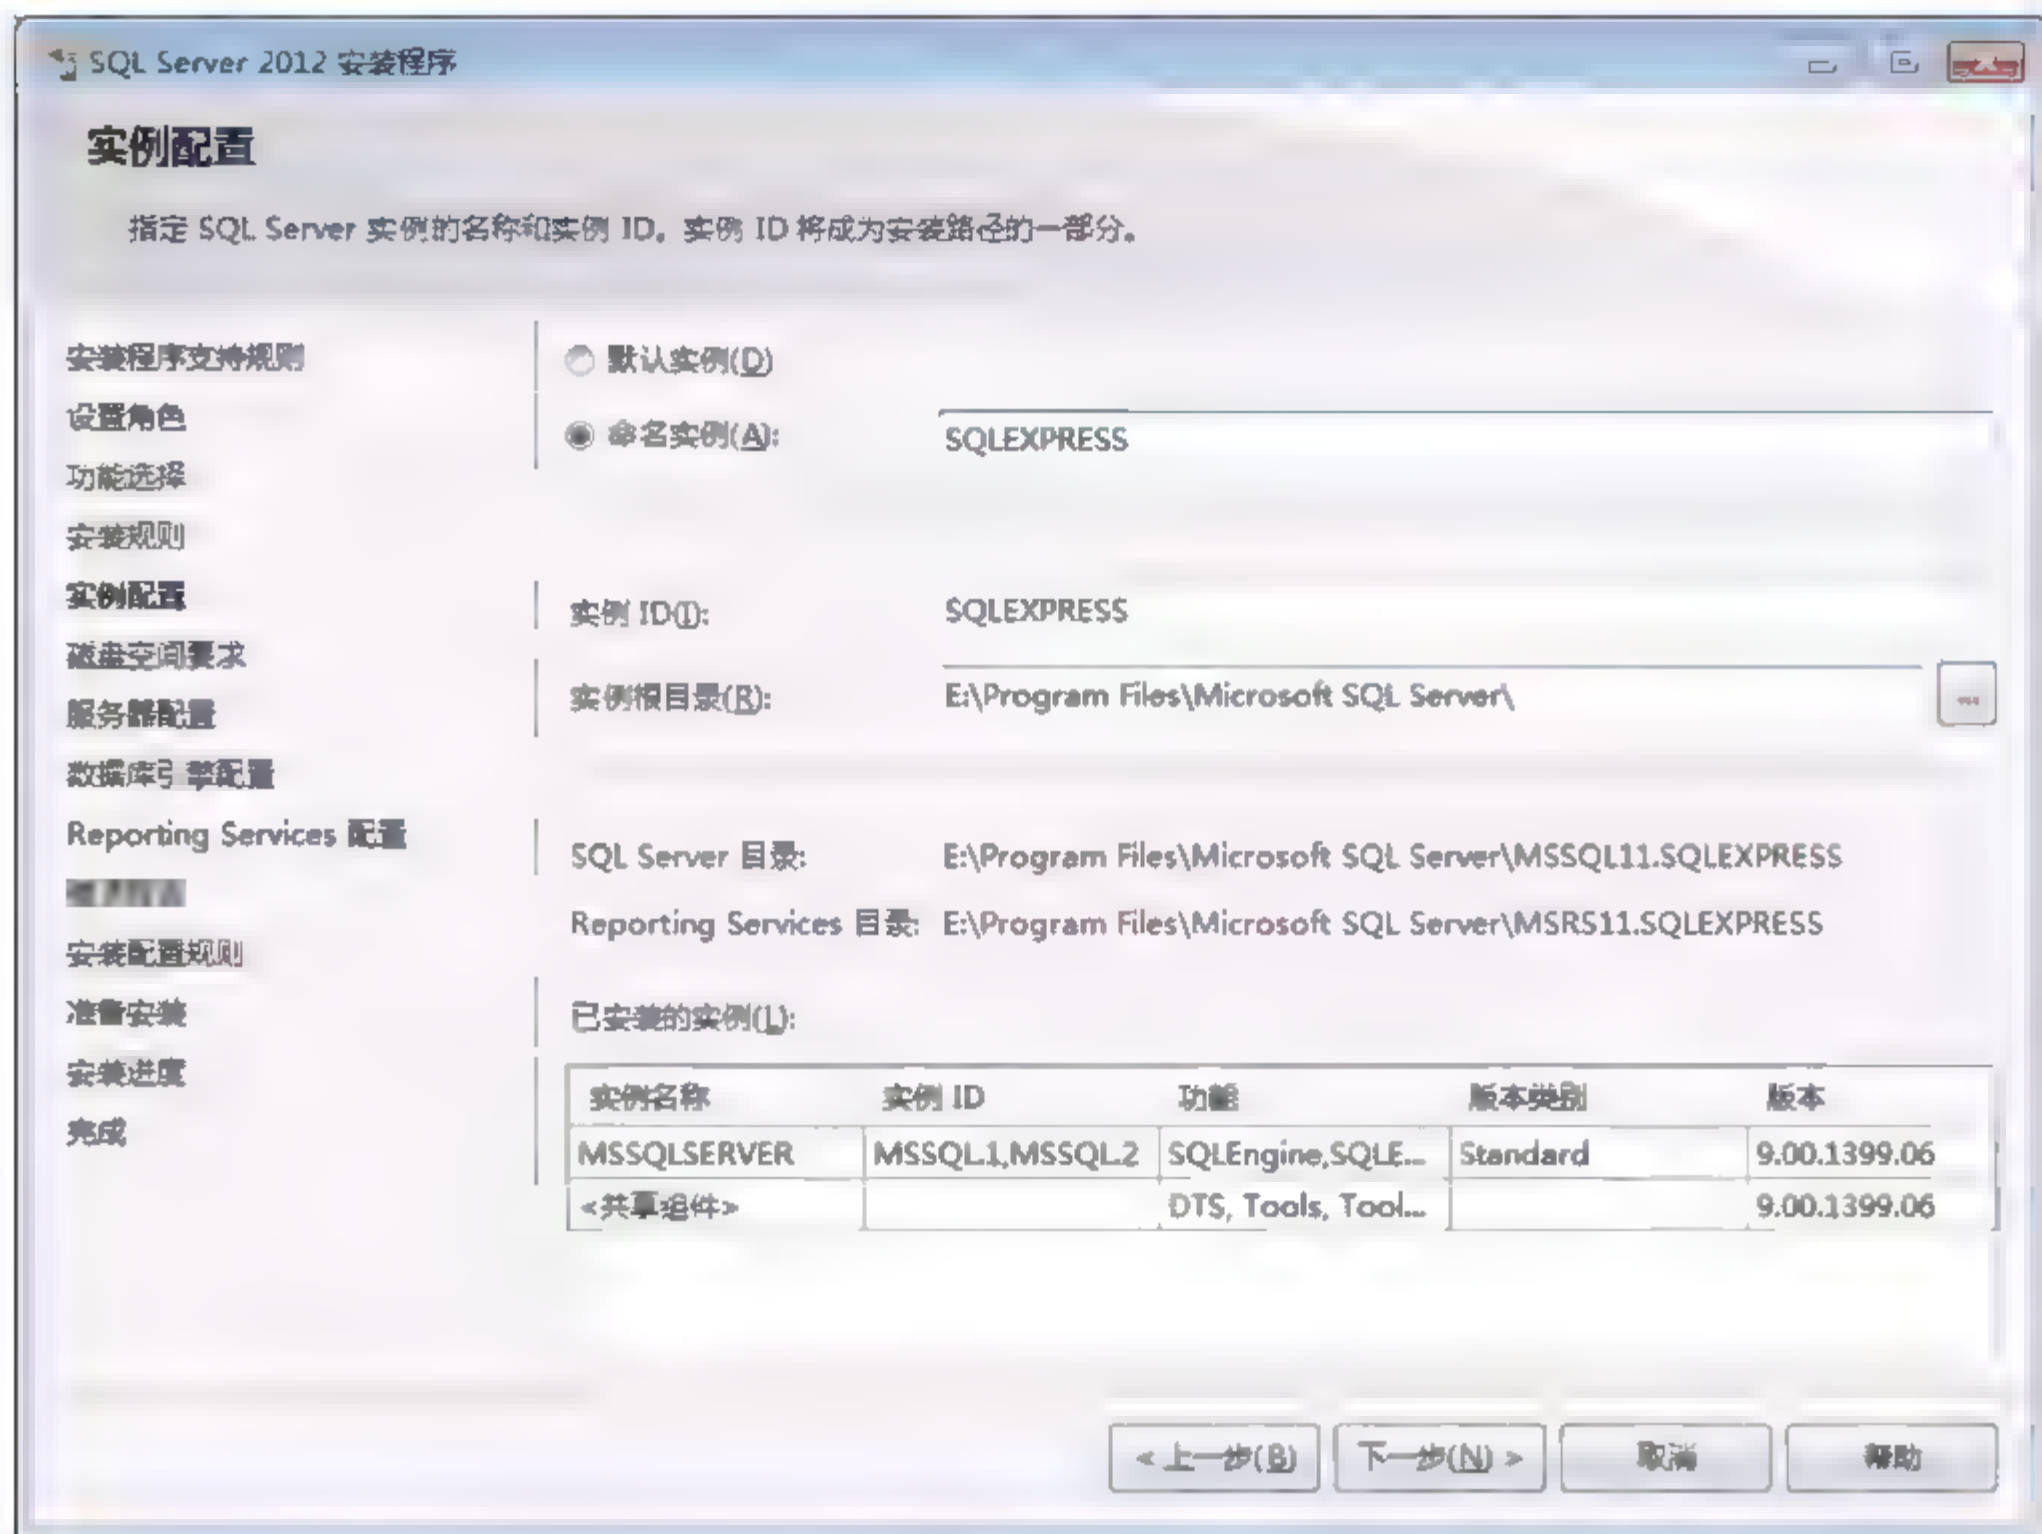 SQL Server 2012 安装程序
实例配置
指定 SQL Server 实例的名称和实例 ID。实例 ID 将成为安装路径的一部分。
安装程序支持规则
设置角色
功能选择
安装规则
实例配置
磁盘空间要求
服务器配置
数据库引擎配置
Reporting Services 配置
安装配置规则
准备安装
安装进度
完成
默认实例(D)
命名实例(A): SQLEXPRESS
实例 ID(I): SQLEXPRESS
实例根目录(R): E:\Program Files\Microsoft SQL Server\ ...
SQL Server 目录: E:\Program Files\Microsoft SQL Server\MSSQL11.SQLEXPRESS
Reporting Services 目录: E:\Program Files\Microsoft SQL Server\MSRS11.SQLEXPRESS
已安装的实例(L):
实例名称 实例 ID 功能 版本类别 版本
MSSQLSERVER MSSQL.1,MSSQL.2 SQLEngine,SQLE... Standard 9.00.1399.06
<共享组件> DTS, Tools, Tool... 9.00.1399.06
< 上一步(B) 下一步(N) > 取消 帮助